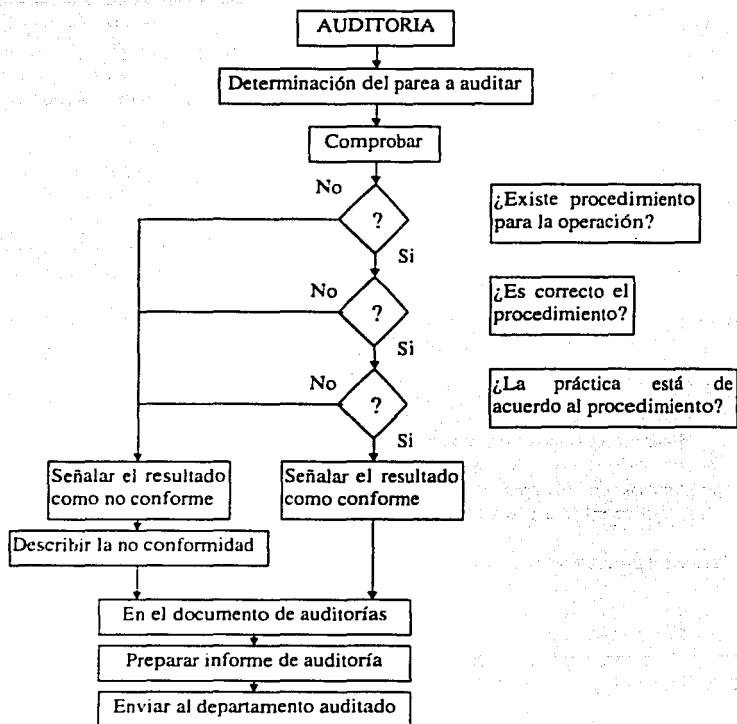 AUDITORIA
Determinación del parea a auditar
Comprobar
No
?
¿Existe procedimiento
para la operación?
Si
No
?
¿Es correcto el
procedimiento?
Si
No
?
¿La práctica está de
acuerdo al procedimiento?
Si
Señalar el resultado
como no conforme
Señalar el resultado
como conforme
Describir la no conformidad
En el documento de auditorías
Preparar informe de auditoría
Enviar al departamento auditado